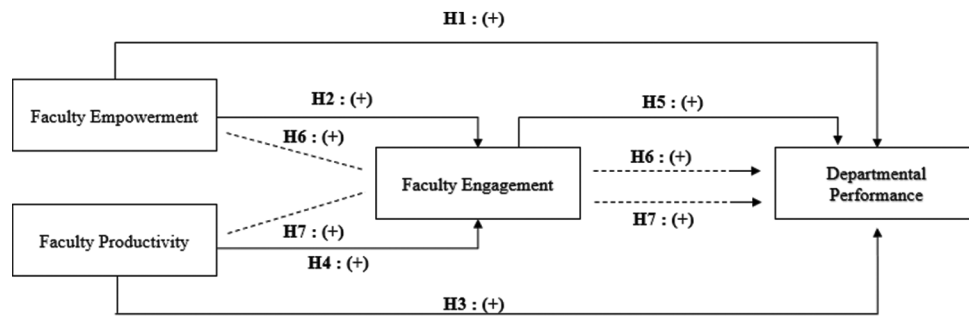 H1 : (+)
Faculty Empowerment
H2 : (+)
H5 : (+)
H6 : (+)
H6 : (+)
Faculty Engagement
Departmental
Performance
H7 : (+)
Faculty Productivity
H7 : (+)
H4 : (+)
H3 : (+)